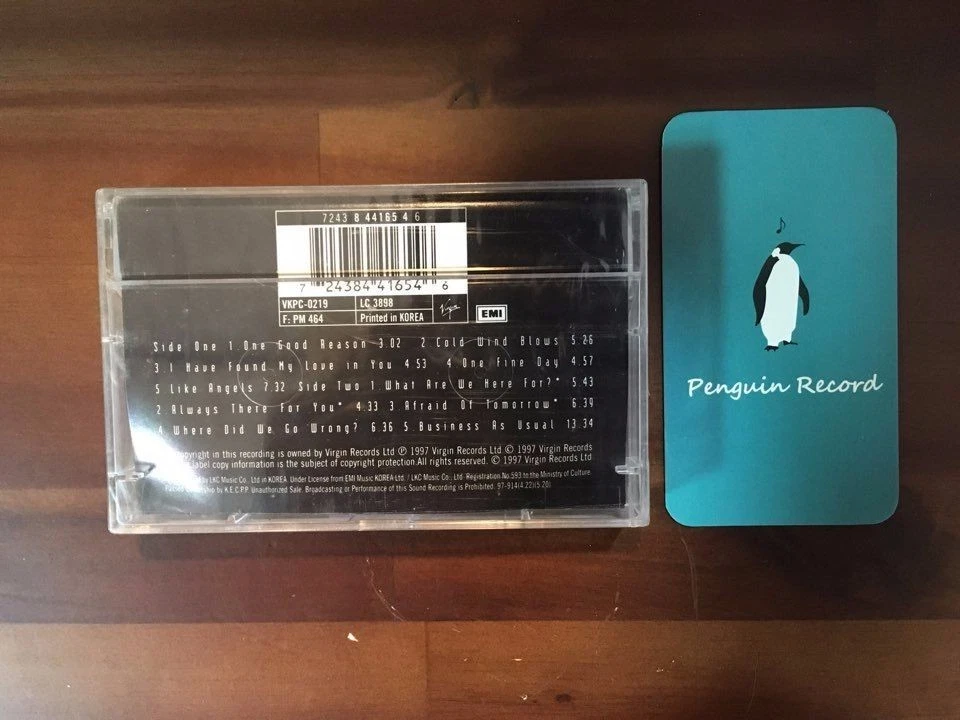 7243 8 44165 4 6
7 24384 41654 6
VKPC-0219 LC 3898
F: PM 464 Printed in KOREA
Virgin
EMI
Side One 1 One Good Reason 3.02 2 Cold Wind Blows 5.26
3.I Have Found My love in You 4 53 4 One Fine Day 4.57
5 Like Angels 7.32 Side Two 1.What Are We Here For?* 5.43
2 Always There For You* 4.33 3 Afraid Of Tomorrow* 6.39
4 Where Did We Go Wrong? 6.36 5 Business As Usual 13.34
copyright in this recording is owned by Virgin Records Ltd ℗ 1997 Virgin Records Ltd © 1997 Virgin Records
label copy information is the subject of copyright protection.All rights reserved. © 1997 Virgin Records Ltd
by LKC Music Co. Ltd in KOREA. Under License from EMI Music KOREA Ltd. / LKC Music Co., Ltd. Registration No.593 to the Ministry of Culture.
by K.E.C.P.P. Unauthorized Sale. Broadcasting or Performance of this Sound Recording is Prohibited. 97-914(4.22)(5.20)
Penguin Record